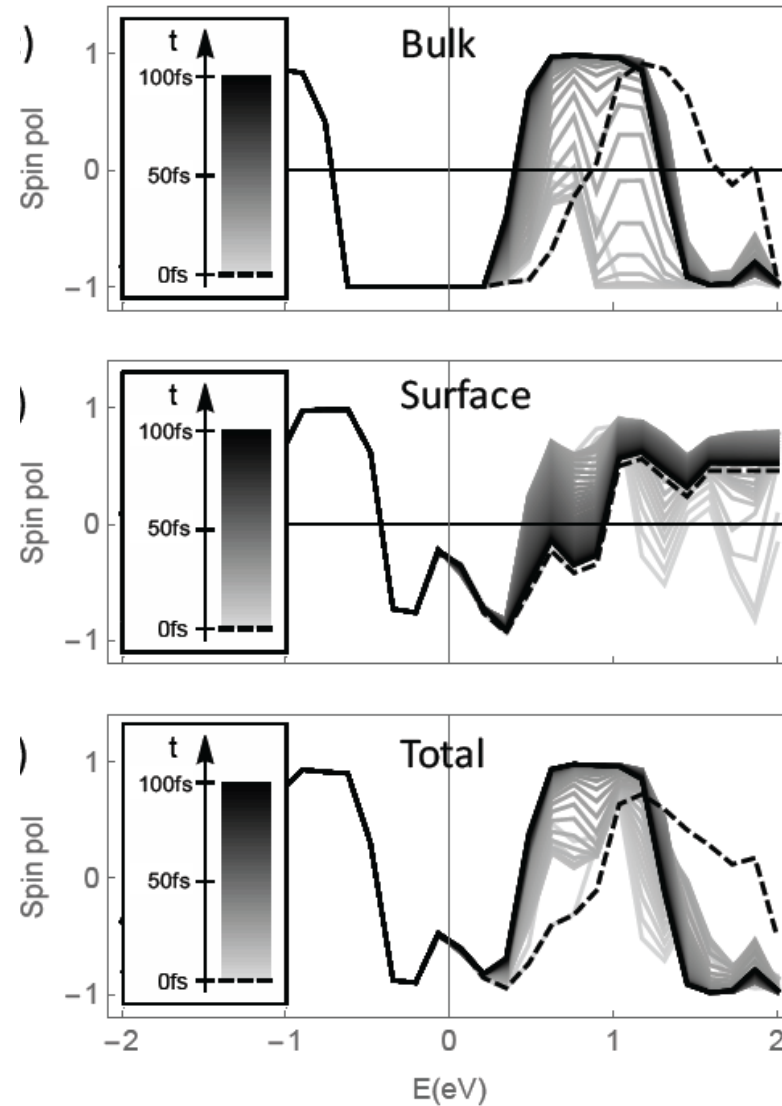 )
Bulk
t
100fs
50fs
0fs
1
0
−1
Spin pol
)
Surface
t
100fs
50fs
0fs
1
0
−1
Spin pol
)
Total
t
100fs
50fs
0fs
1
0
−1
Spin pol
−2 −1 0 1 2
E(eV)